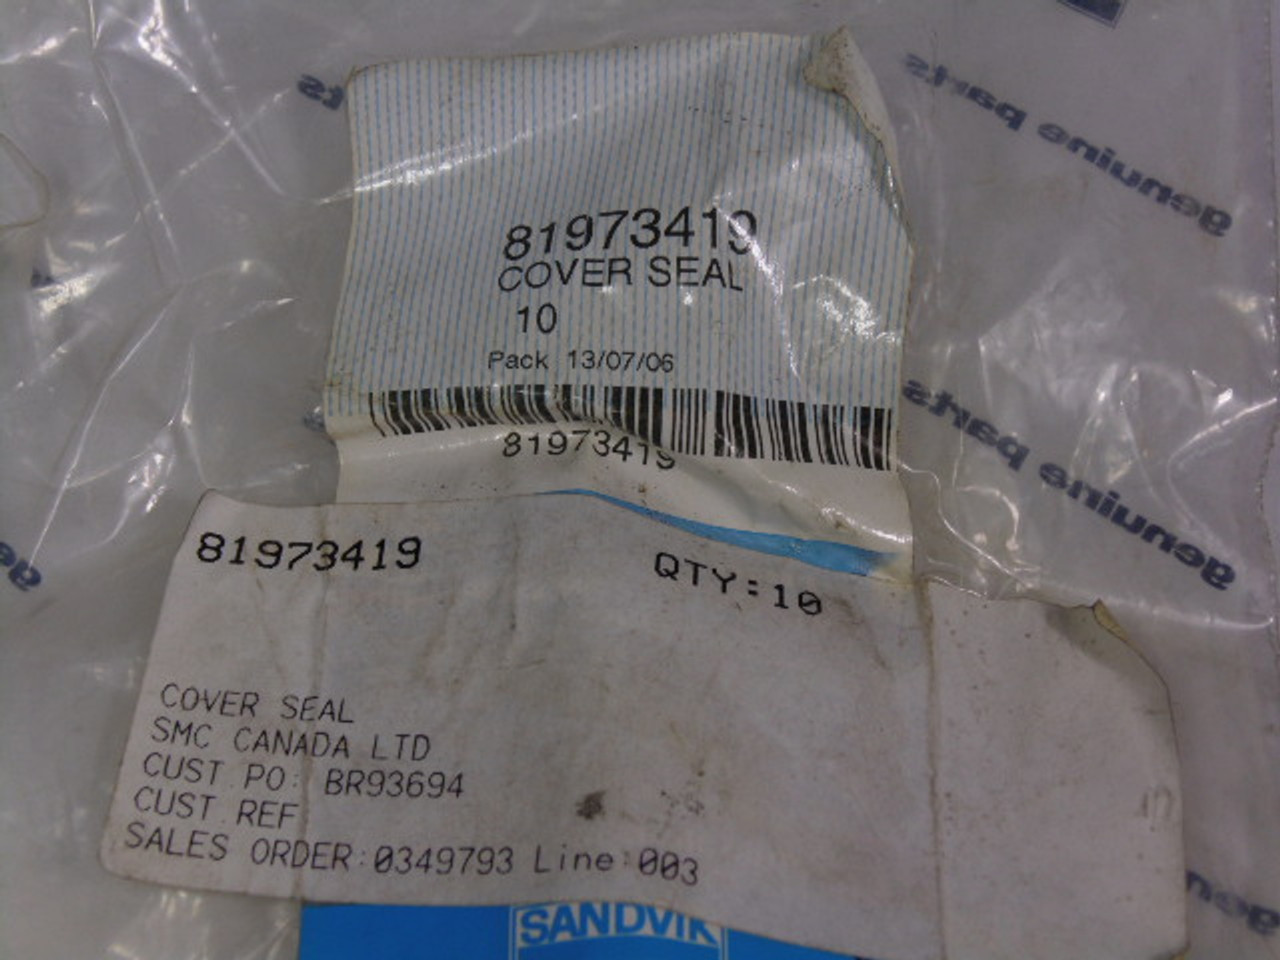 genuine parts
81973419
COVER SEAL
10
Pack 13/07/06
81973419
genuine parts
81973419 QTY:10
COVER SEAL
SMC CANADA LTD
CUST PO: BR93694
CUST REF
SALES ORDER:0349793 Line:003
SANDVIK